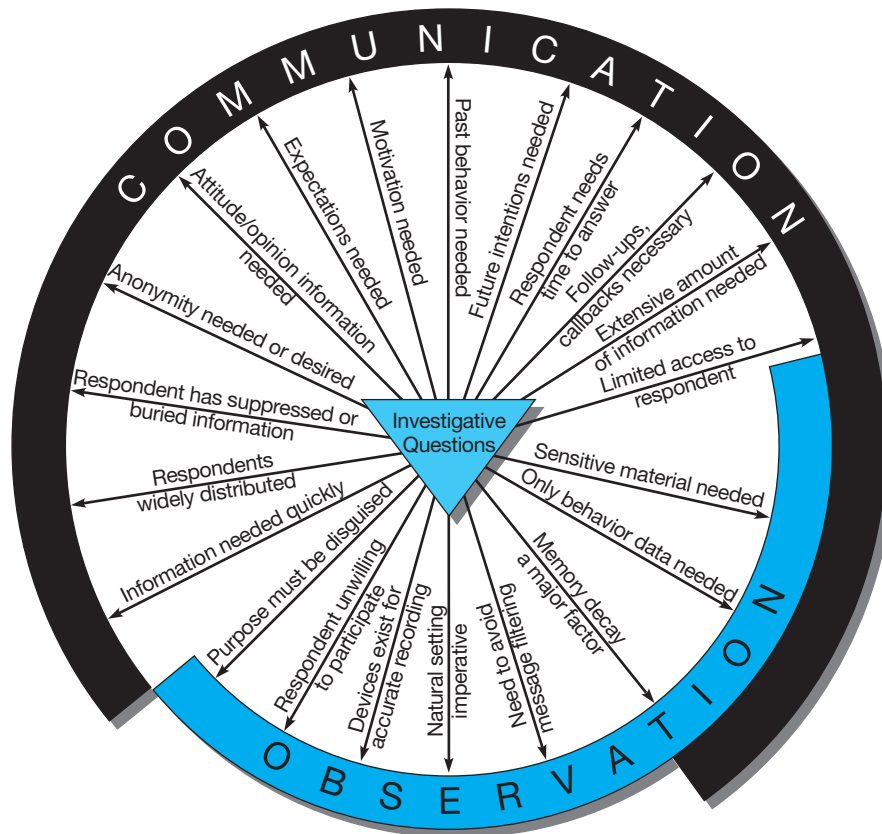 COMMUNICATION
Information needed quickly
Respondents
widely distributed
Respondent has suppressed or
buried information
Anonymity needed or desired
Attitude/opinion information
needed
Expectations needed
Motivation needed
Past behavior needed
Future intentions needed
Respondent needs
time to answer
Follow-ups,
callbacks necessary
Extensive amount
of information needed
Limited access to
respondent
Investigative
Questions
Sensitive material needed
Only behavior data needed
Memory decay
a major factor
Need to avoid
message filtering
Natural setting
imperative
Devices exist for
accurate recording
Respondent unwilling
to participate
Purpose must be disguised
OBSERVATION